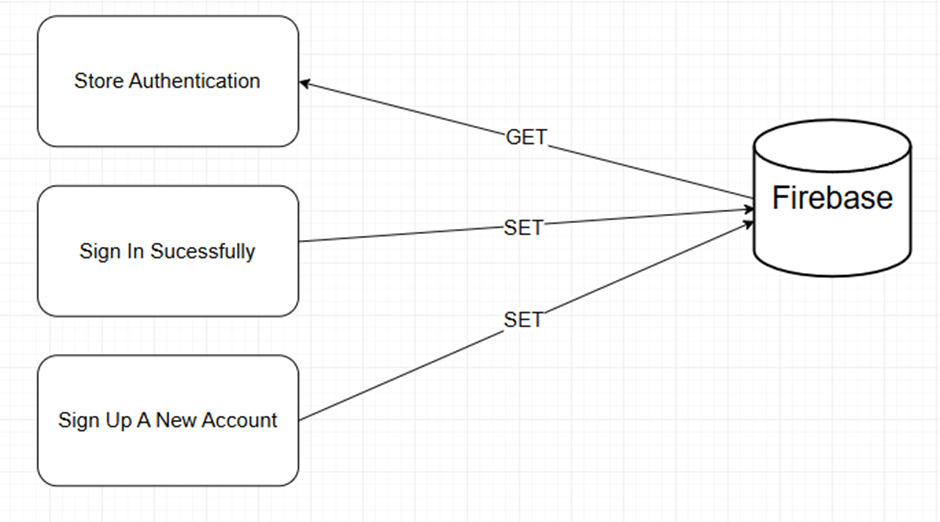 Store Authentication
GET
Firebase
Sign In Sucessfully
SET
SET
Sign Up A New Account